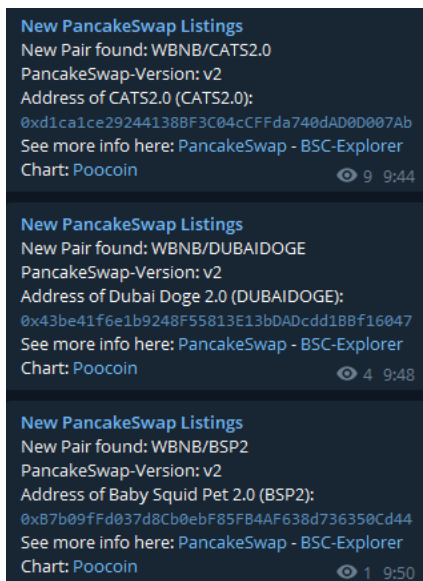 New PancakeSwap Listings
New Pair found: WBNB/CATS2.0
PancakeSwap-Version: v2
Address of CATS2.0 (CATS2.0):
0xd1ca1ce29244138BF3C04cCFFda740dAD0D007Ab
See more info here: PancakeSwap - BSC-Explorer
Chart: Poocoin
9 9:44
New PancakeSwap Listings
New Pair found: WBNB/DUBAIDOGE
PancakeSwap-Version: v2
Address of Dubai Doge 2.0 (DUBAIDOGE):
0x43be41f6e1b9248F55813E13bDADcdd1BBf16047
See more info here: PancakeSwap - BSC-Explorer
Chart: Poocoin
4 9:48
New PancakeSwap Listings
New Pair found: WBNB/BSP2
PancakeSwap-Version: v2
Address of Baby Squid Pet 2.0 (BSP2):
0xB7b09fFd037d8Cb0ebF85FB4AF638d736350Cd44
See more info here: PancakeSwap - BSC-Explorer
Chart: Poocoin
1 9:50